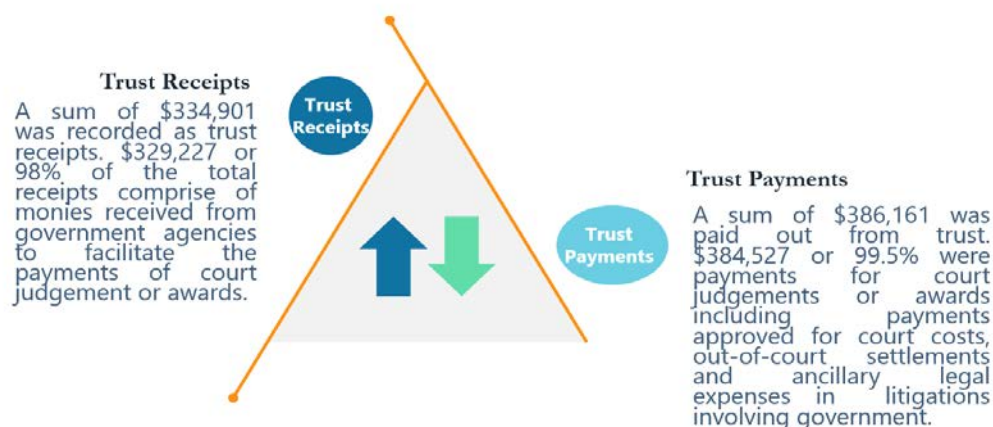 Trust Receipts
A sum of $334,901
was recorded as trust
receipts. $329,227 or
98% of the total
receipts comprise of
monies received from
government agencies
to facilitate the
payments of court
judgement or awards.
Trust
Receipts
Trust
Payments
Trust Payments
A sum of $386,161 was
paid out from trust.
$384,527 or 99.5% were
payments for court
judgements or awards
including payments
approved for court costs,
out-of-court settlements
and ancillary legal
expenses in litigations
involving government.